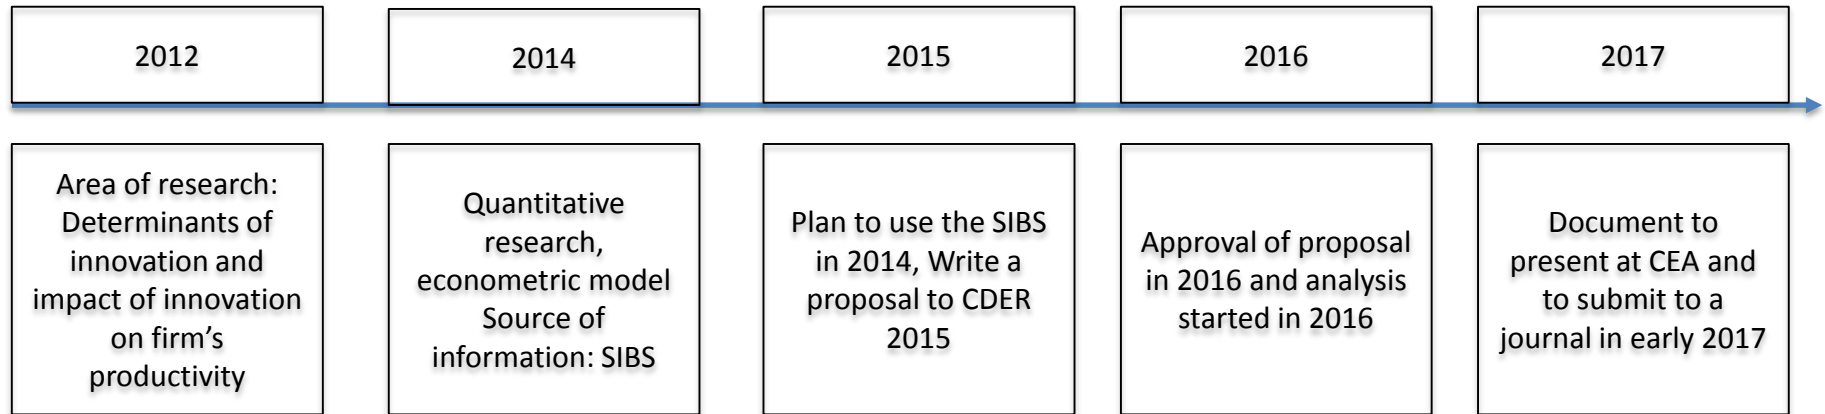 2012
2014
2015
2016
2017
Area of research:
Determinants of
innovation and
impact of innovation
on firm's
productivity
Quantitative
research,
econometric model
Source of
information: SIBS
Plan to use the SIBS
in 2014, Write a
proposal to CDER
2015
Approval of proposal
in 2016 and analysis
started in 2016
Document to
present at CEA and
to submit to a
journal in early 2017